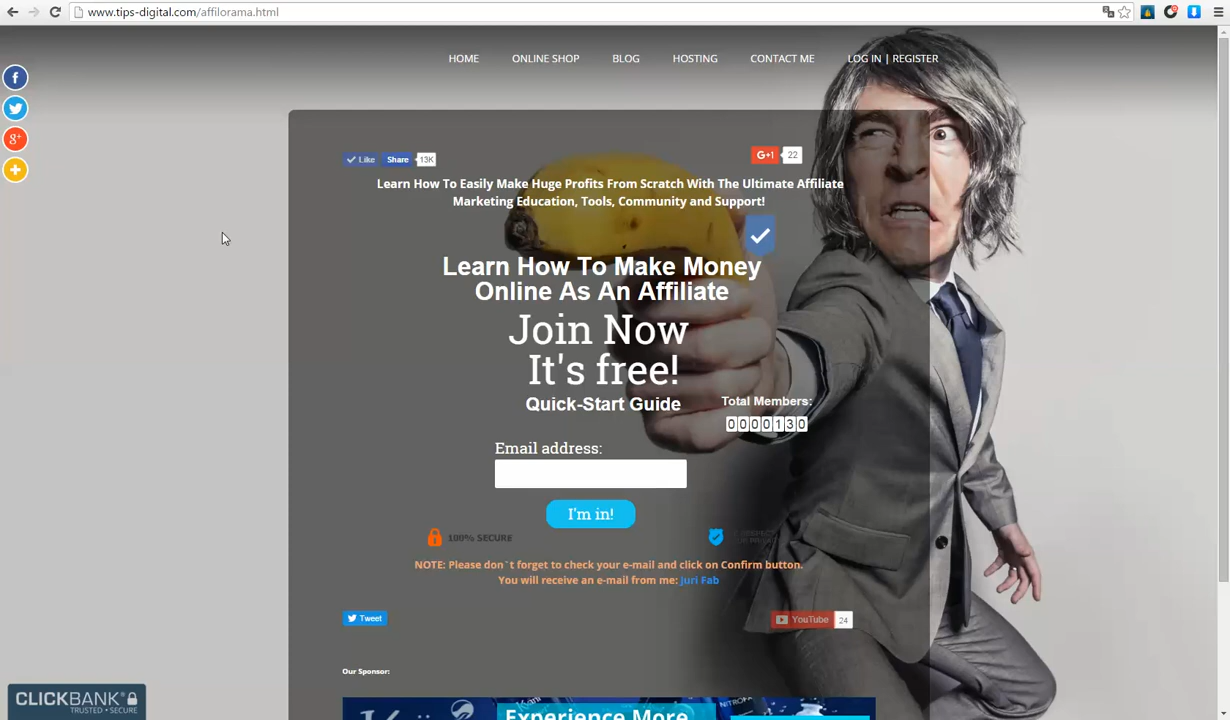 www.tips-digital.com/affilorama.html
HOME ONLINE SHOP BLOG HOSTING CONTACT ME LOG IN | REGISTER
Like Share 13K
G+1 22
Learn How To Easily Make Huge Profits From Scratch With The Ultimate Affiliate
Marketing Education, Tools, Community and Support!
Learn How To Make Money
Online As An Affiliate
Join Now
It's free!
Quick-Start Guide
Total Members:
0000130
Email address:
I'm in!
100% SECURE
NOTE: Please don`t forget to check your e-mail and click on Confirm button.
You will receive an e-mail from me: Juri Fab
Tweet
YouTube 24
Our Sponsor:
CLICKBANK®
TRUSTED • SECURE
Experience More